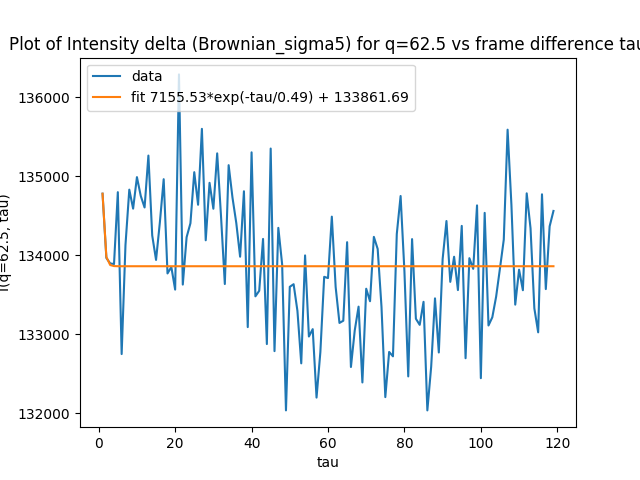 Plot of Intensity delta (Brownian_sigma5) for q=62.5 vs frame difference tau
data
fit 7155.53*exp(-tau/0.49) + 133861.69
136000
135000
134000
133000
132000
I(q=62.5, tau)
0 20 40 60 80 100 120
tau